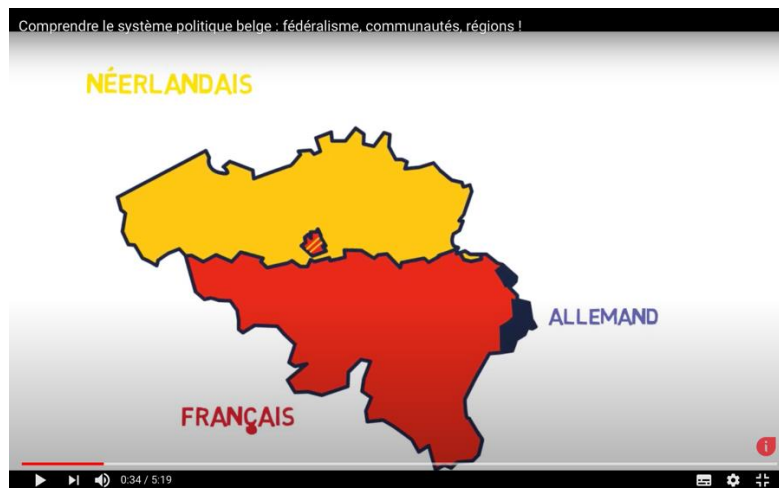 Comprendre le système politique belge : fédéralisme, communautés, régions !
NÉERLANDAIS
ALLEMAND
FRANÇAIS
0:34 / 5:19